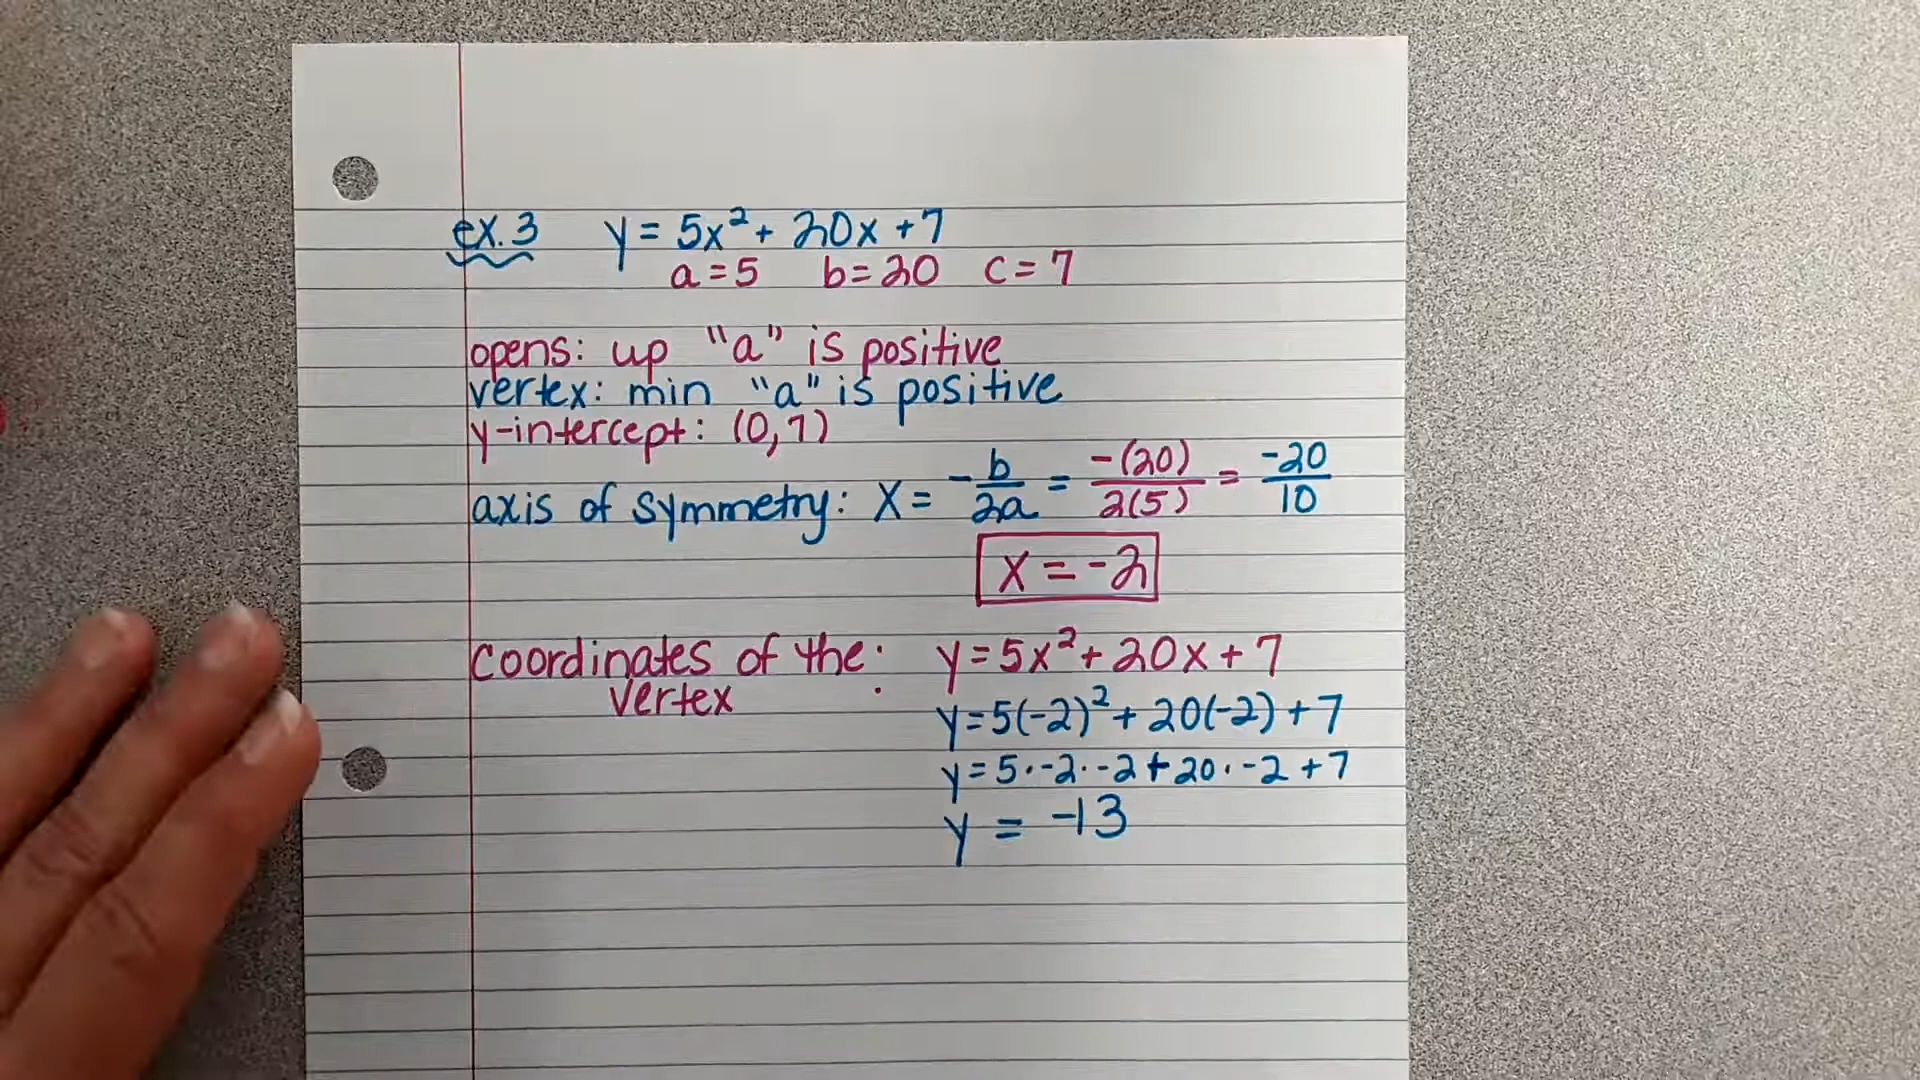 ex. 3 y = 5x² + 20x + 7
a = 5 b = 20 c = 7
opens: up "a" is positive
vertex: min "a" is positive
y-intercept: (0,7)
axis of symmetry: x = -b/2a = -(20)/2(5) = -20/10
x = -2
coordinates of the: y = 5x² + 20x + 7
vertex
y = 5(-2)² + 20(-2) + 7
y = 5·-2·-2 + 20·-2 + 7
y = -13